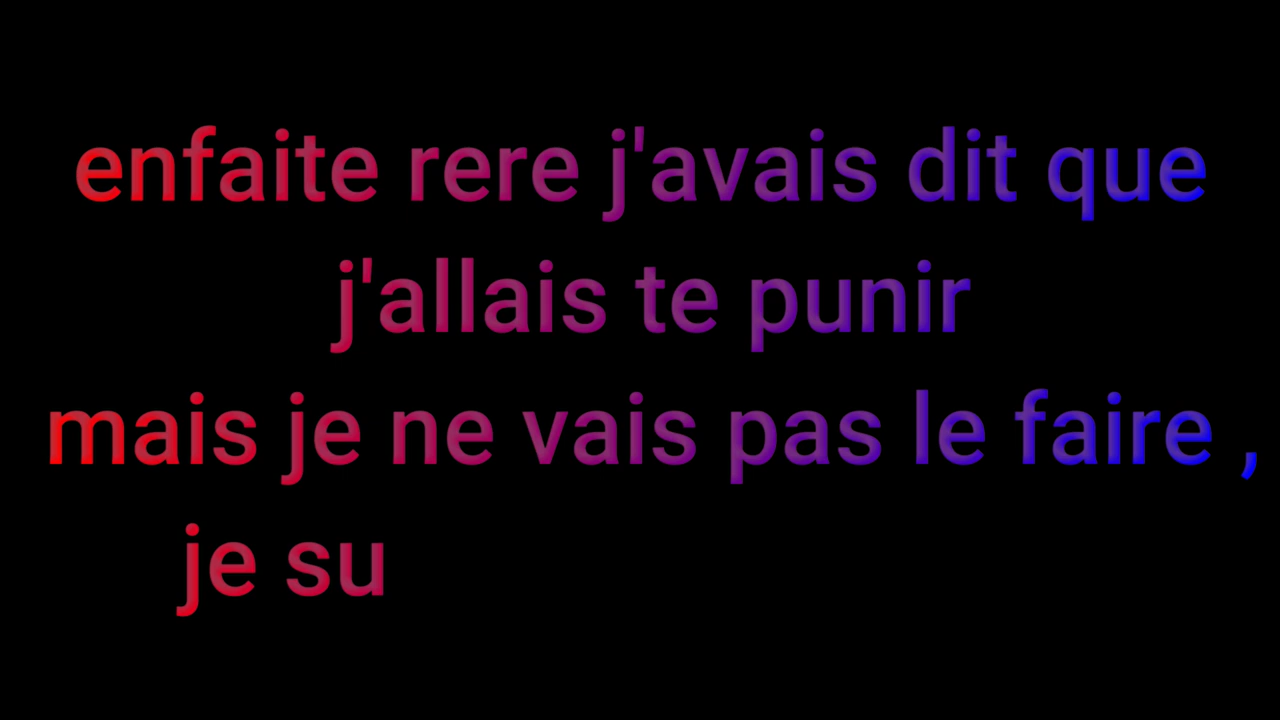 enfaite rere j'avais dit que
j'allais te punir
mais je ne vais pas le faire ,
je su